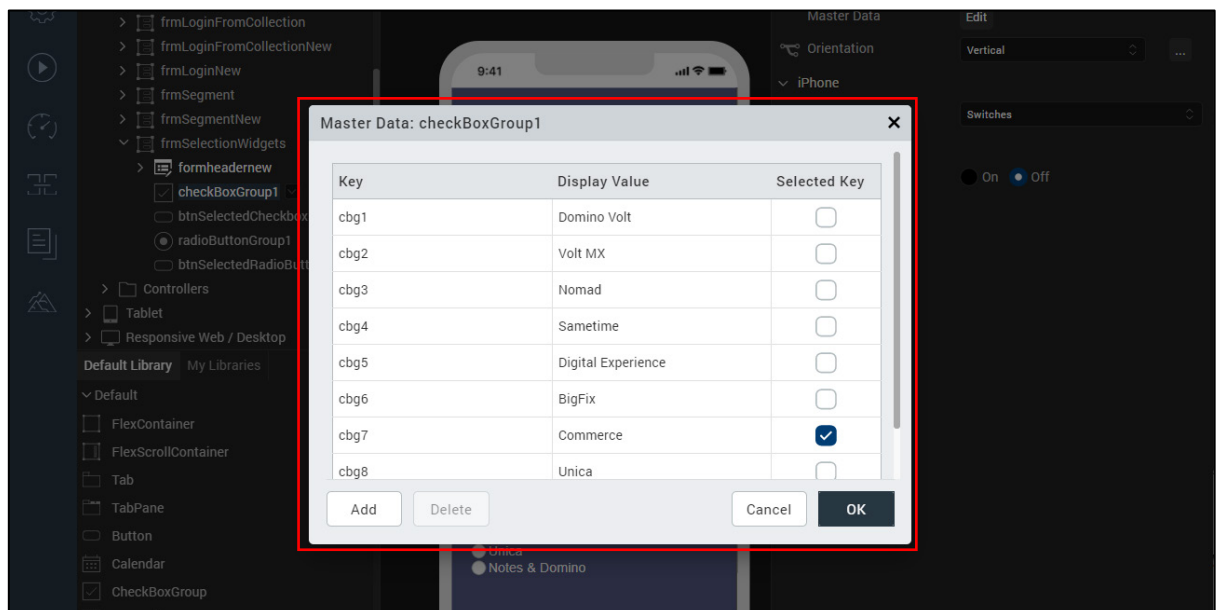 frmLoginFromCollection
frmLoginFromCollectionNew
frmLoginNew
frmSegment
frmSegmentNew
frmSelectionWidgets
formheadernew
checkBoxGroup1
btnSelectedCheckbox
radioButtonGroup1
btnSelectedRadioButt
Controllers
Tablet
Responsive Web / Desktop
Default Library My Libraries
Default
FlexContainer
FlexScrollContainer
Tab
TabPane
Button
Calendar
CheckBoxGroup
9:41
Master Data: checkBoxGroup1
Key Display Value Selected Key
cbg1 Domino Volt
cbg2 Volt MX
cbg3 Nomad
cbg4 Sametime
cbg5 Digital Experience
cbg6 BigFix
cbg7 Commerce
cbg8 Unica
Add Delete Cancel OK
Unica
Notes & Domino
Master Data Edit
Orientation Vertical ...
iPhone
Switches
On Off